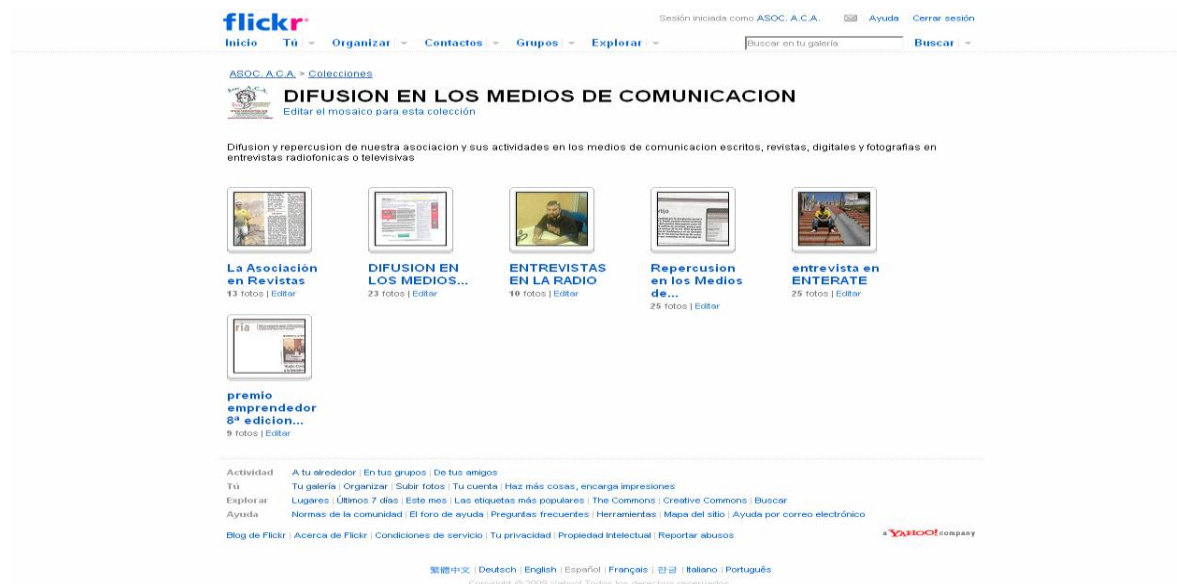 flickr
Sesión iniciada como ASOC. A.C.A. Ayuda Cerrar sesión
Inicio Tú Organizar Contactos Grupos Explorar Buscar en tu galería Buscar
ASOC. A.C.A. > Colecciones
DIFUSION EN LOS MEDIOS DE COMUNICACION
Editar el mosaico para esta colección
Difusion y repercusion de nuestra asociacion y sus actividades en los medios de comunicacion escritos, revistas, digitales y fotografias en
entrevistas radiofonicas o televisivas
La Asociación
en Revistas
13 fotos | Editar
DIFUSION EN
LOS MEDIOS...
23 fotos | Editar
ENTREVISTAS
EN LA RADIO
10 fotos | Editar
Repercusion
en los Medios
de...
25 fotos | Editar
entrevista en
ENTERATE
25 fotos | Editar
ria
premio
emprendedor
8ª edicion...
9 fotos | Editar
Actividad A tu alrededor | En tus grupos | De tus amigos
Tú Tu galería | Organizar | Subir fotos | Tu cuenta | Haz más cosas, encarga impresiones
Explorar Lugares | Últimos 7 días | Este mes | Las etiquetas más populares | The Commons | Creative Commons | Buscar
Ayuda Normas de la comunidad | El foro de ayuda | Preguntas frecuentes | Herramientas | Mapa del sitio | Ayuda por correo electrónico
Blog de Flickr | Acerca de Flickr | Condiciones de servicio | Tu privacidad | Propiedad Intelectual | Reportar abusos
a YAHOO! company
繁體中文 | Deutsch | English | Español | Français | 한글 | Italiano | Português
Copyright © 2009 Yahoo! Todos los derechos reservados.